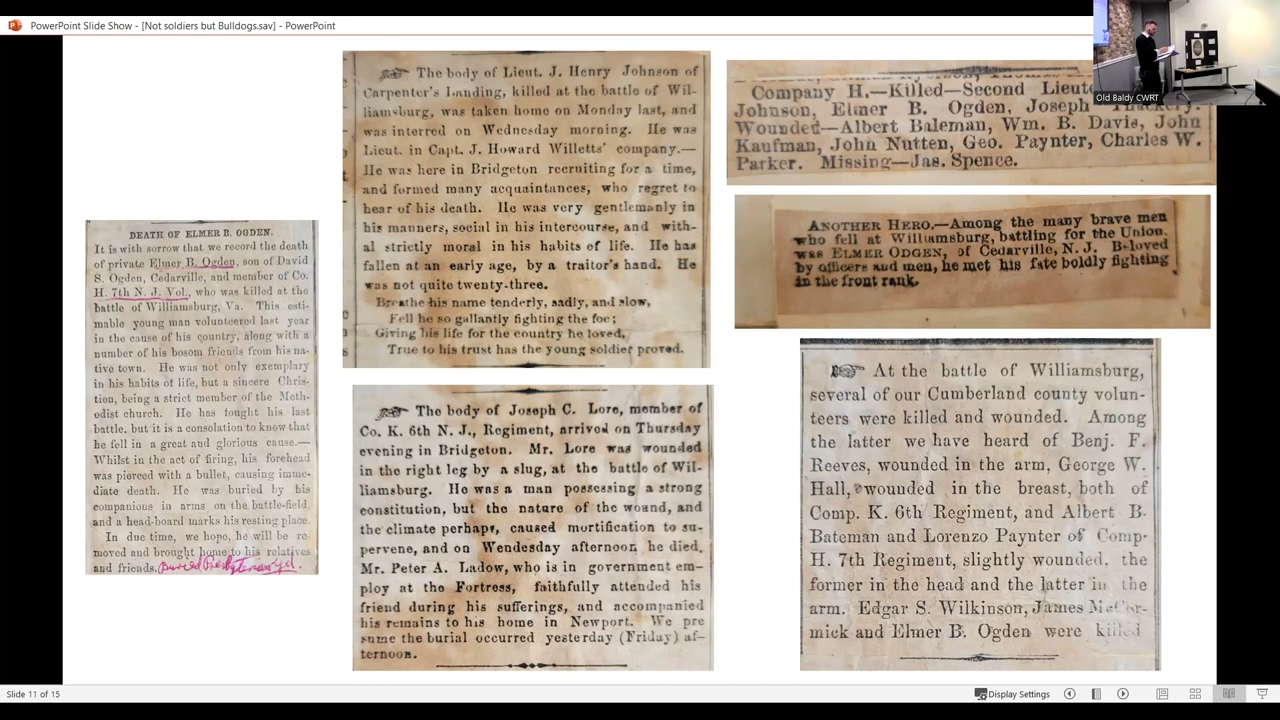 PowerPoint Slide Show - [Not soldiers but Bulldogs.sav] - PowerPoint
Old Baldy CWRT
DEATH OF ELMER B. OGDEN.
It is with sorrow that we record the death
of private Elmer B. Ogden, son of David
S. Ogden, Cedarville, and member of Co.
H. 7th N. J. Vol., who was killed at the
battle of Williamsburg, Va. This esti-
mable young man volunteered last year
in the cause of his country, along with a
number of his bosom friends from his na-
tive town. He was not only exemplary
in his habits of life, but a sincere Chris-
tion, being a strict member of the Meth-
odist church. He has fought his last
battle, but it is a consolation to know that
he fell in a great and glorious cause.—
Whilst in the act of firing, his forehead
was pierced with a bullet, causing imme-
diate death. He was buried by his
companions in arms on the battle-field,
and a head-board marks his resting place.
In due time, we hope, he will be re
moved and brought home to his relatives
and friends. Buried Presbyterian Yd.
The body of Lieut. J. Henry Johnson of
Carpenter's Landing, killed at the battle of Wil-
liamsburg, was taken home on Monday last, and
was interred on Wednesday morning. He was
Lieut. in Capt. J. Howard Willetts' company.—
He was here in Bridgeton recruiting for a time,
and formed many acquaintances, who regret to
hear of his death. He was very gentlemanly in
his manners, social in his intercourse, and with-
al strictly moral in his habits of life. He has
fallen at an early age, by a traitor's hand. He
was not quite twenty-three.
Breathe his name tenderly, sadly, and slow,
Fell he so gallantly fighting the foe;
Giving his life for the country he loved,
True to his trust has the young soldier proved.
The body of Joseph C. Lore, member of
Co. K. 6th N. J., Regiment, arrived on Thursday
evening in Bridgeton. Mr. Lore was wounded
in the right leg by a slug, at the battle of Wil-
liamsburg. He was a man possessing a strong
constitution, but the nature of the wound, and
the climate perhaps, caused mortification to su-
pervene, and on Wendesday afternoon he died.
Mr. Peter A. Ladow, who is in government em-
ploy at the Fortress, faithfully attended his
friend during his sufferings, and accompanied
his remains to his home in Newport. We pre
sume the burial occurred yesterday (Friday) af-
ternoon.
Company H.—Killed—Second Lieute
Johnson, Elmer B. Ogden, Joseph
Wounded—Albert Baleman, Wm. B. Davis, John
Kaufman, John Nutten, Geo. Paynter, Charles W.
Parker. Missing—Jas. Spence.
ANOTHER HERO.—Among the many brave men
who fell at Williamsburg, battling for the Union,
was ELMER ODGEN, of Cedarville, N. J. B-loved
by officers and men, he met his fate boldly fighting
in the front rank.
At the battle of Williamsburg,
several of our Cumberland county volun-
teers were killed and wounded. Among
the latter we have heard of Benj. F.
Reeves, wounded in the arm, George W.
Hall, wounded in the breast, both of
Comp. K. 6th Regiment, and Albert B.
Bateman and Lorenzo Paynter of Comp.
H. 7th Regiment, slightly wounded, the
former in the head and the latter in the
arm. Edgar S. Wilkinson, James McCor-
mick and Elmer B. Ogden were killed
Slide 11 of 15
Display Settings